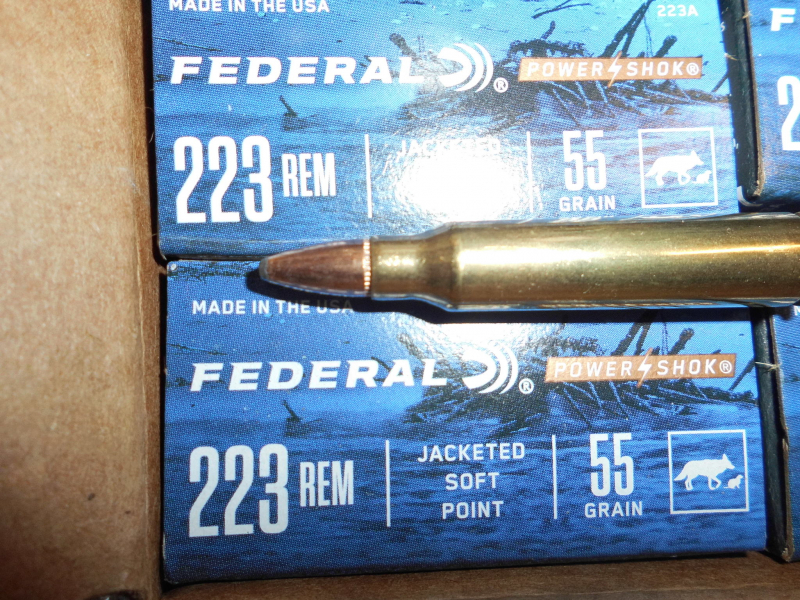 MADE IN THE USA
223A
FEDERAL® POWER SHOK®
223 REM
JACKETED
55
GRAIN
MADE IN THE USA
FEDERAL® POWER SHOK®
223 REM
JACKETED
SOFT
POINT
55
GRAIN
F
2